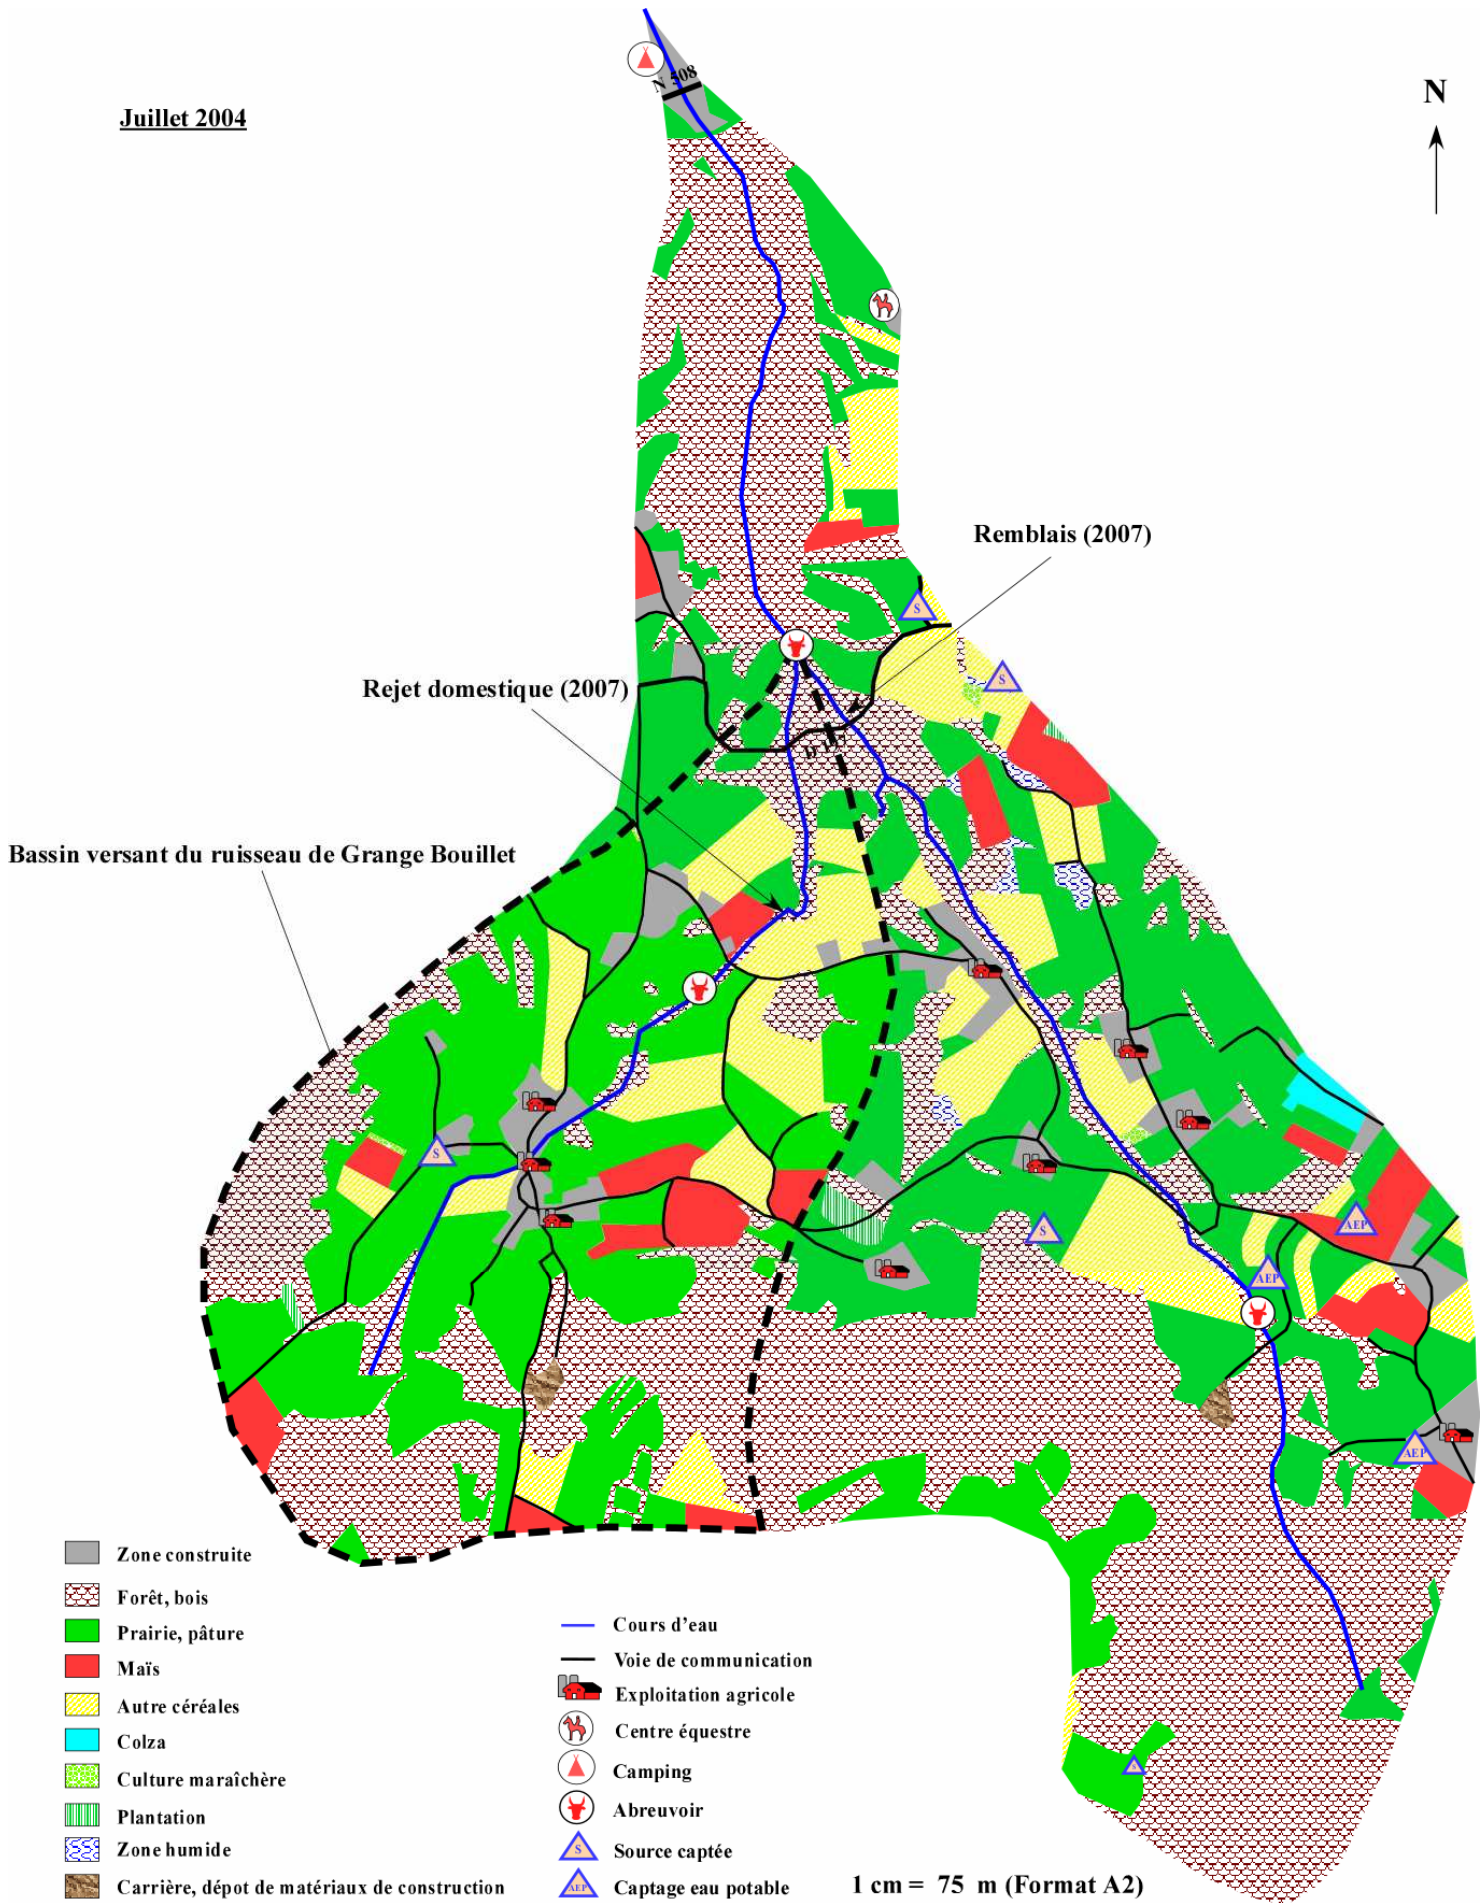 N 508
Juillet 2004
N
Remblais (2007)
S
S
Rejet domestique (2007)
Bassin versant du ruisseau de Grange Bouillet
S
S
AEP
AEP
AEP
S
Zone construite
Forêt, bois
Prairie, pâture
Maïs
Autre céréales
Colza
Culture maraîchère
Plantation
Zone humide
Carrière, dépot de matériaux de construction
Cours d'eau
Voie de communication
Exploitation agricole
Centre équestre
Camping
Abreuvoir
S Source captée
AEP Captage eau potable
1 cm = 75 m (Format A2)